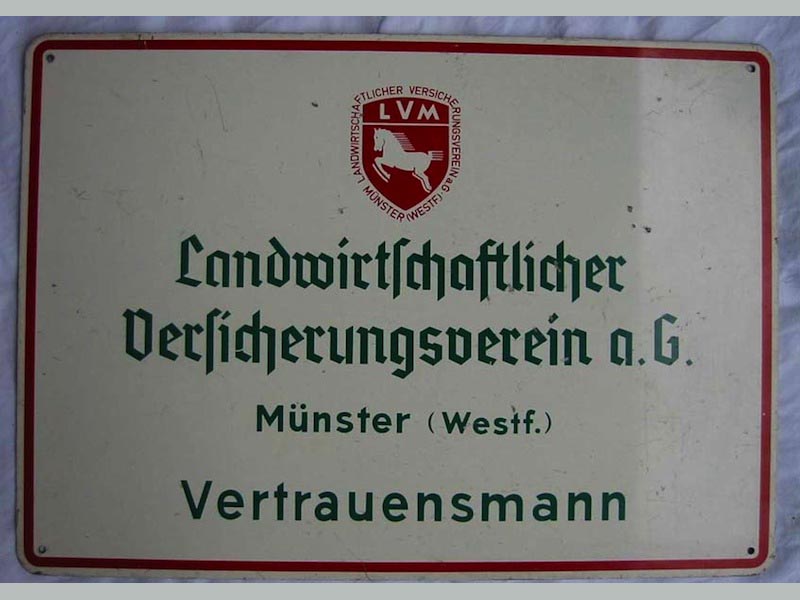 LANDWIRTSCHAFTLICHER VERSICHERUNGSVEREIN a.G.
MÜNSTER (WESTF.)
LVM
Landwirtſchaftlicher
Verſicherungsverein a.G.
Münster (Westf.)
Vertrauensmann